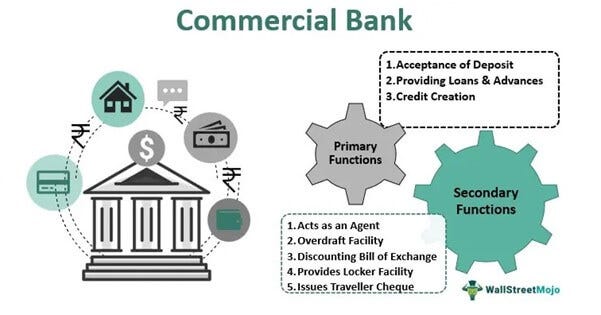 Commercial Bank
₹
₹
₹
$
Primary
Functions
1.Acceptance of Deposit
2.Providing Loans & Advances
3.Credit Creation
Secondary
Functions
1.Acts as an Agent
2.Overdraft Facility
3.Discounting Bill of Exchange
4.Provides Locker Facility
5.Issues Traveller Cheque
WallStreetMojo